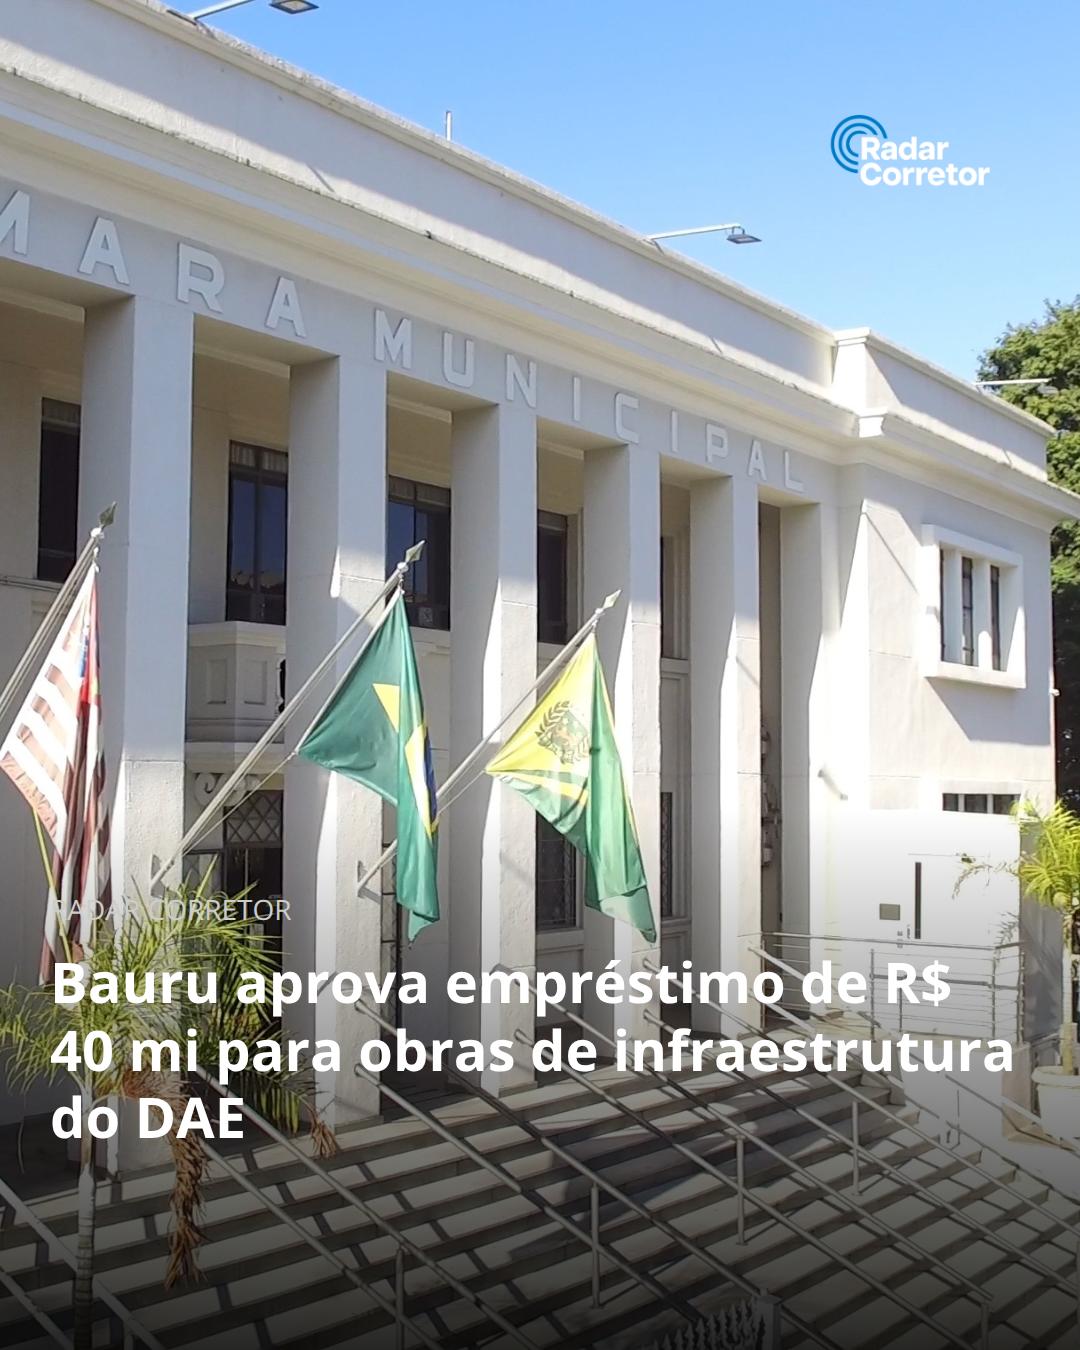 Radar
Corretor
MARA MUNICIPAL
RADAR CORRETOR
Bauru aprova empréstimo de R$
40 mi para obras de infraestrutura
do DAE